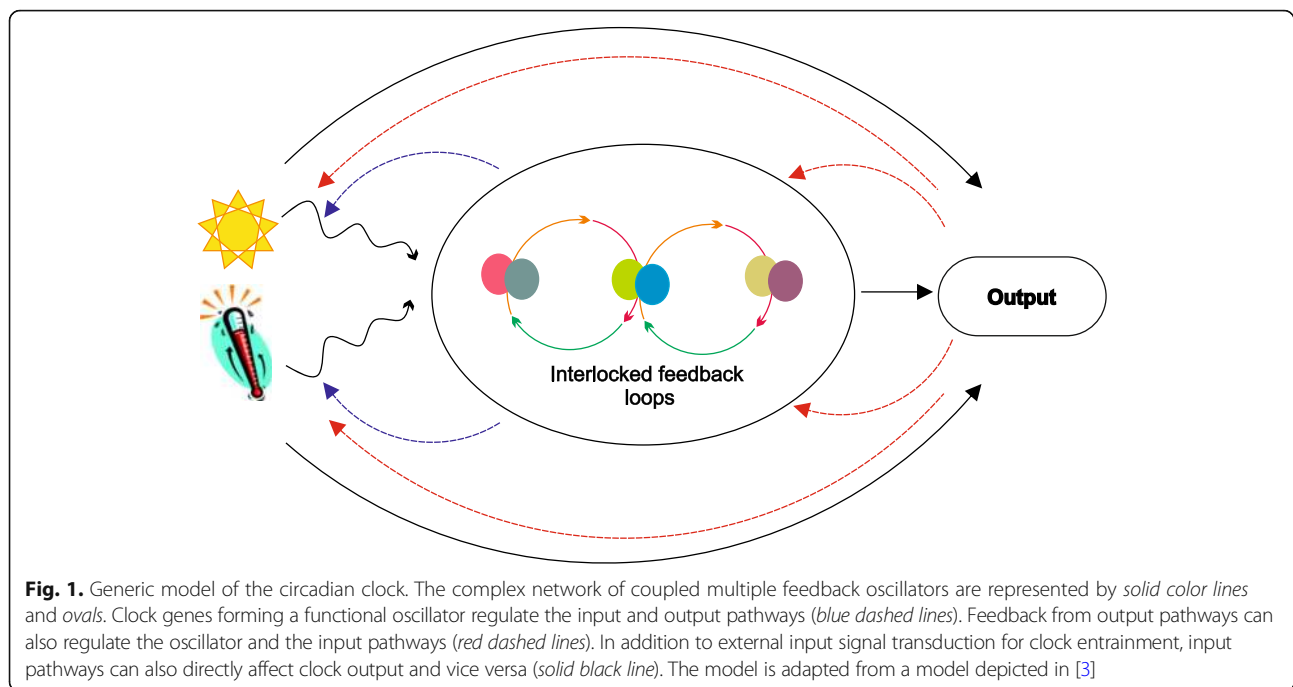 Output
Interlocked feedback
loops
Fig. 1. Generic model of the circadian clock. The complex network of coupled multiple feedback oscillators are represented by solid color lines
and ovals. Clock genes forming a functional oscillator regulate the input and output pathways (blue dashed lines). Feedback from output pathways can
also regulate the oscillator and the input pathways (red dashed lines). In addition to external input signal transduction for clock entrainment, input
pathways can also directly affect clock output and vice versa (solid black line). The model is adapted from a model depicted in [3]